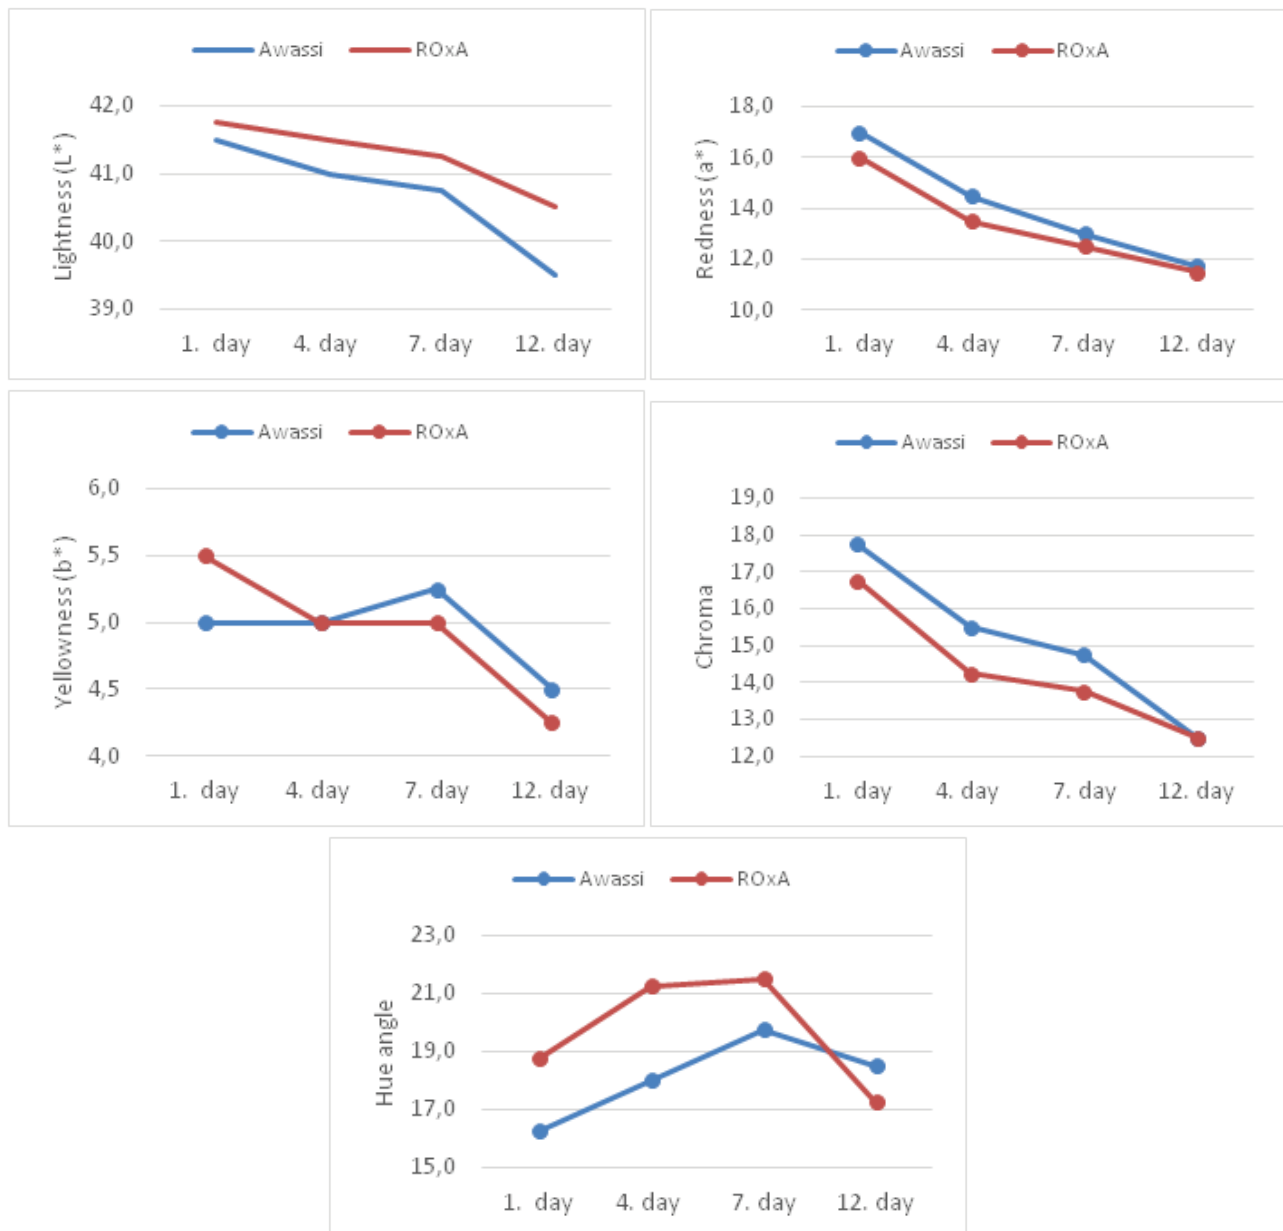 Awassi ROxA
Lightness (L*)
42,0
41,0
40,0
39,0
1. day 4. day 7. day 12. day
Awassi ROxA
Redness (a*)
18,0
16,0
14,0
12,0
10,0
1. day 4. day 7. day 12. day
Awassi ROxA
Yellowness (b*)
6,0
5,5
5,0
4,5
4,0
1. day 4. day 7. day 12. day
Awassi ROxA
Chroma
19,0
18,0
17,0
16,0
15,0
14,0
13,0
12,0
1. day 4. day 7. day 12. day
Awassi ROxA
Hue angle
23,0
21,0
19,0
17,0
15,0
1. day 4. day 7. day 12. day